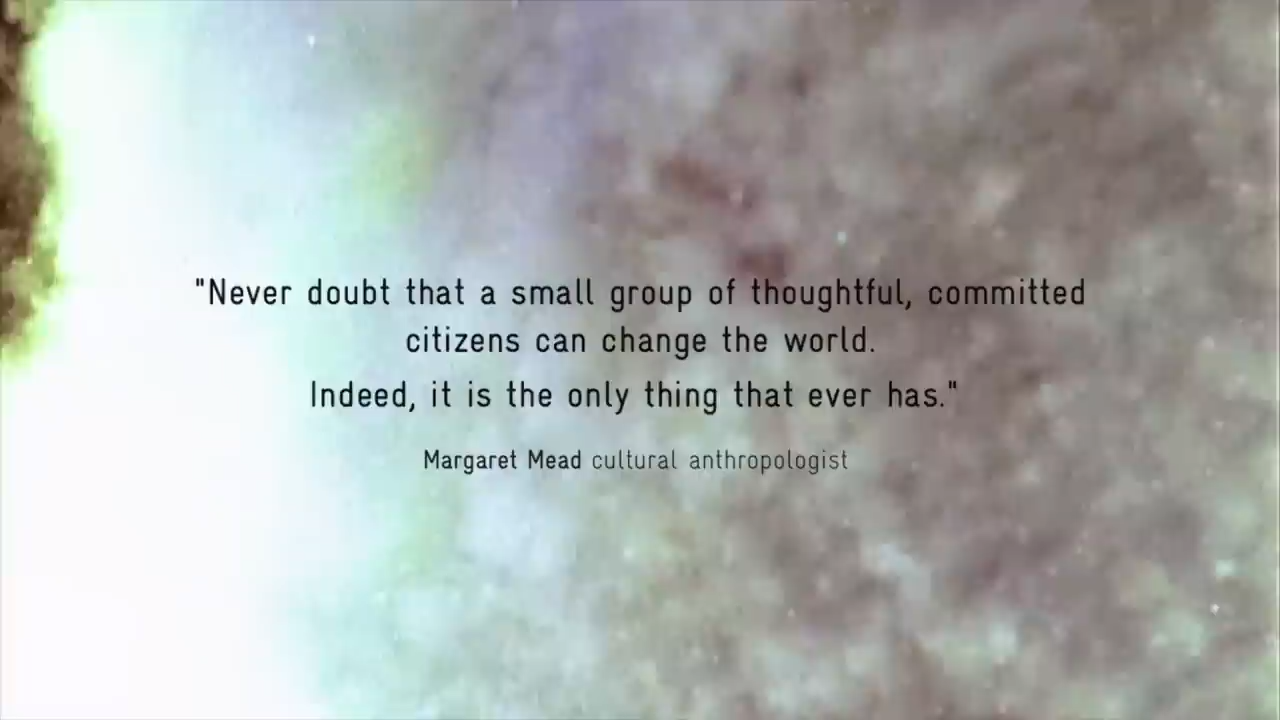 "Never doubt that a small group of thoughtful, committed
citizens can change the world.
Indeed, it is the only thing that ever has."
Margaret Mead cultural anthropologist